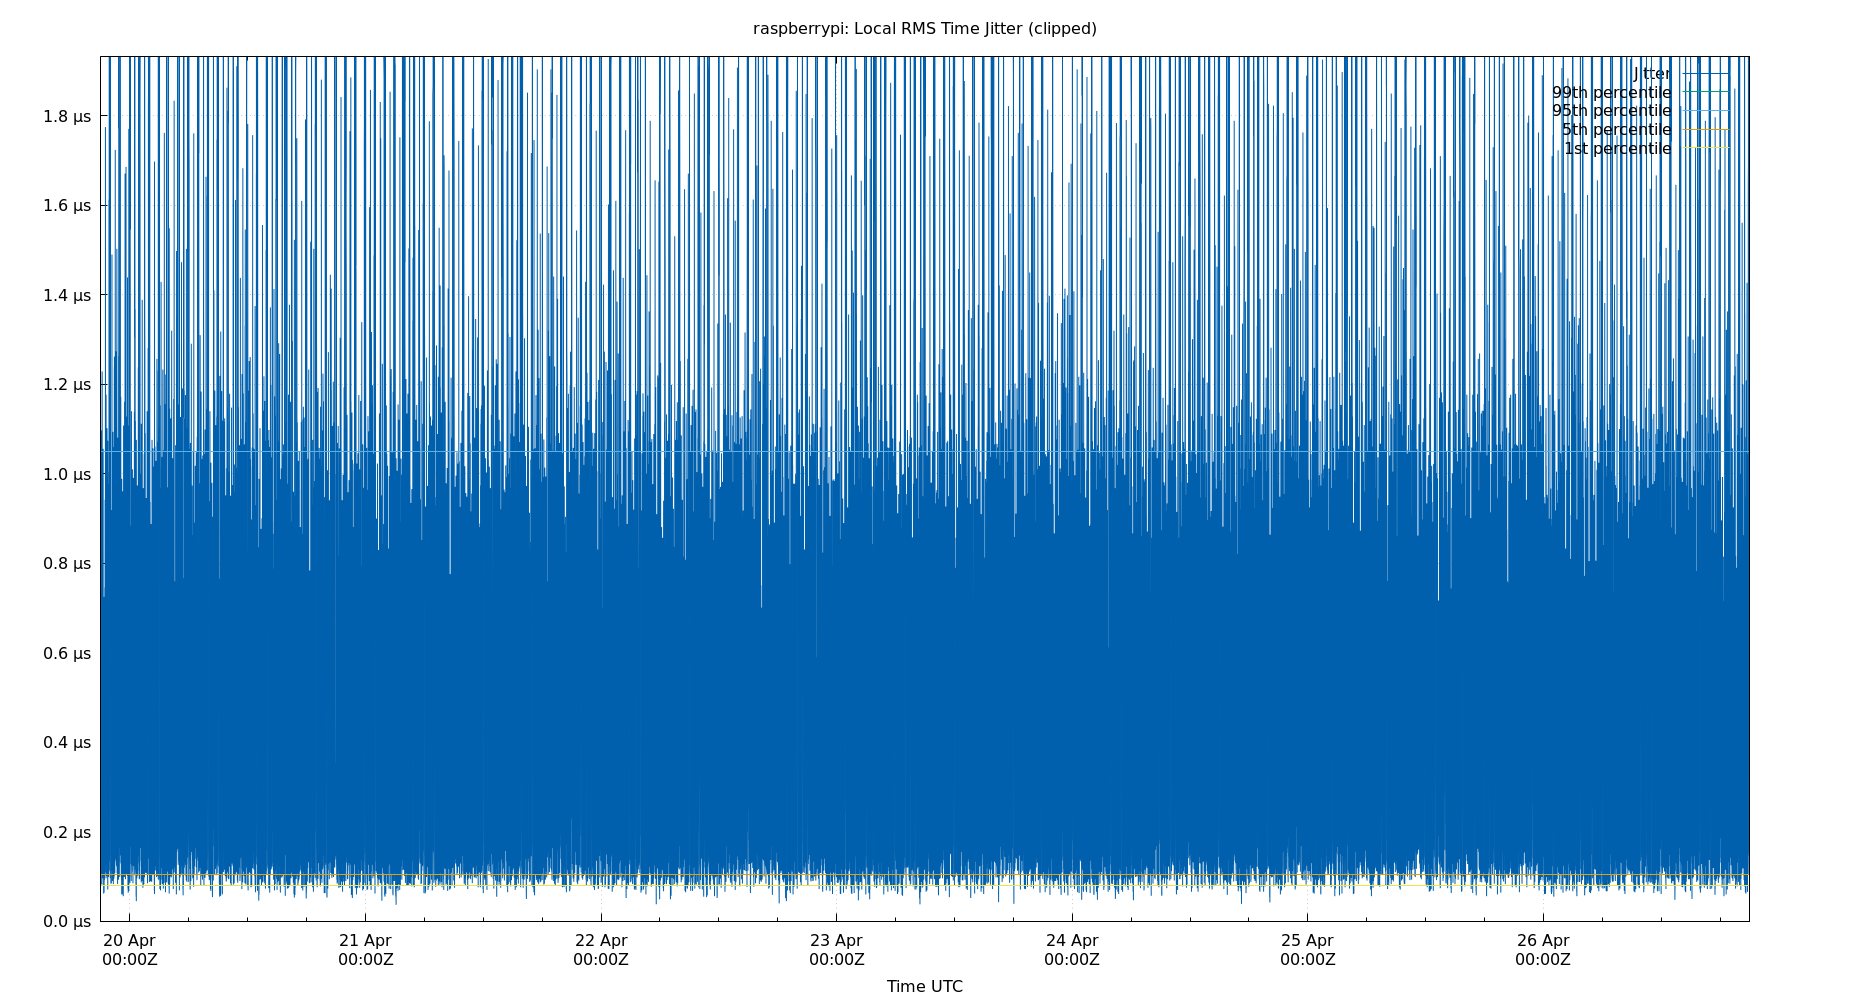 raspberrypi: Local RMS Time Jitter (clipped)
Jitter
99th percentile
95th percentile
5th percentile
1st percentile
1.8 µs
1.6 µs
1.4 µs
1.2 µs
1.0 µs
0.8 µs
0.6 µs
0.4 µs
0.2 µs
0.0 µs
20 Apr 21 Apr 22 Apr 23 Apr 24 Apr 25 Apr 26 Apr
00:00Z 00:00Z 00:00Z 00:00Z 00:00Z 00:00Z 00:00Z
Time UTC